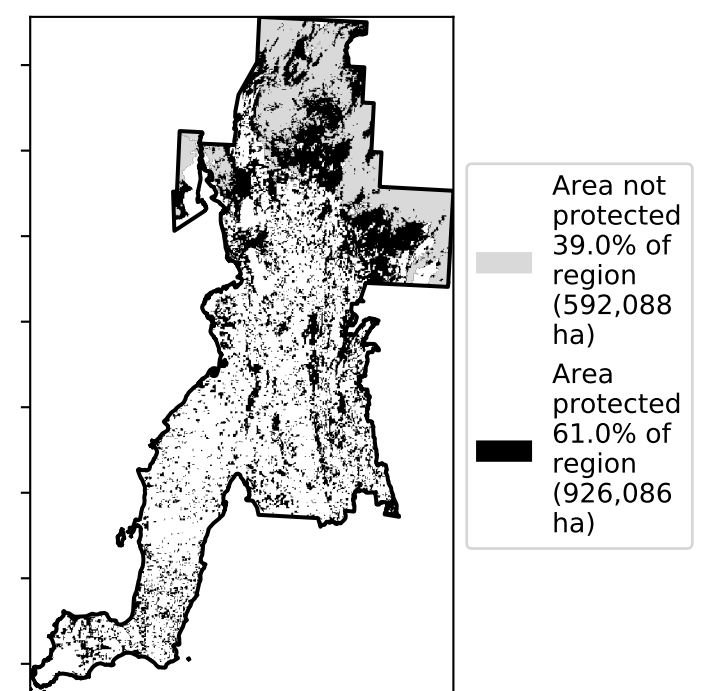 Area not
protected
39.0% of
region
(592,088
ha)
Area
protected
61.0% of
region
(926,086
ha)